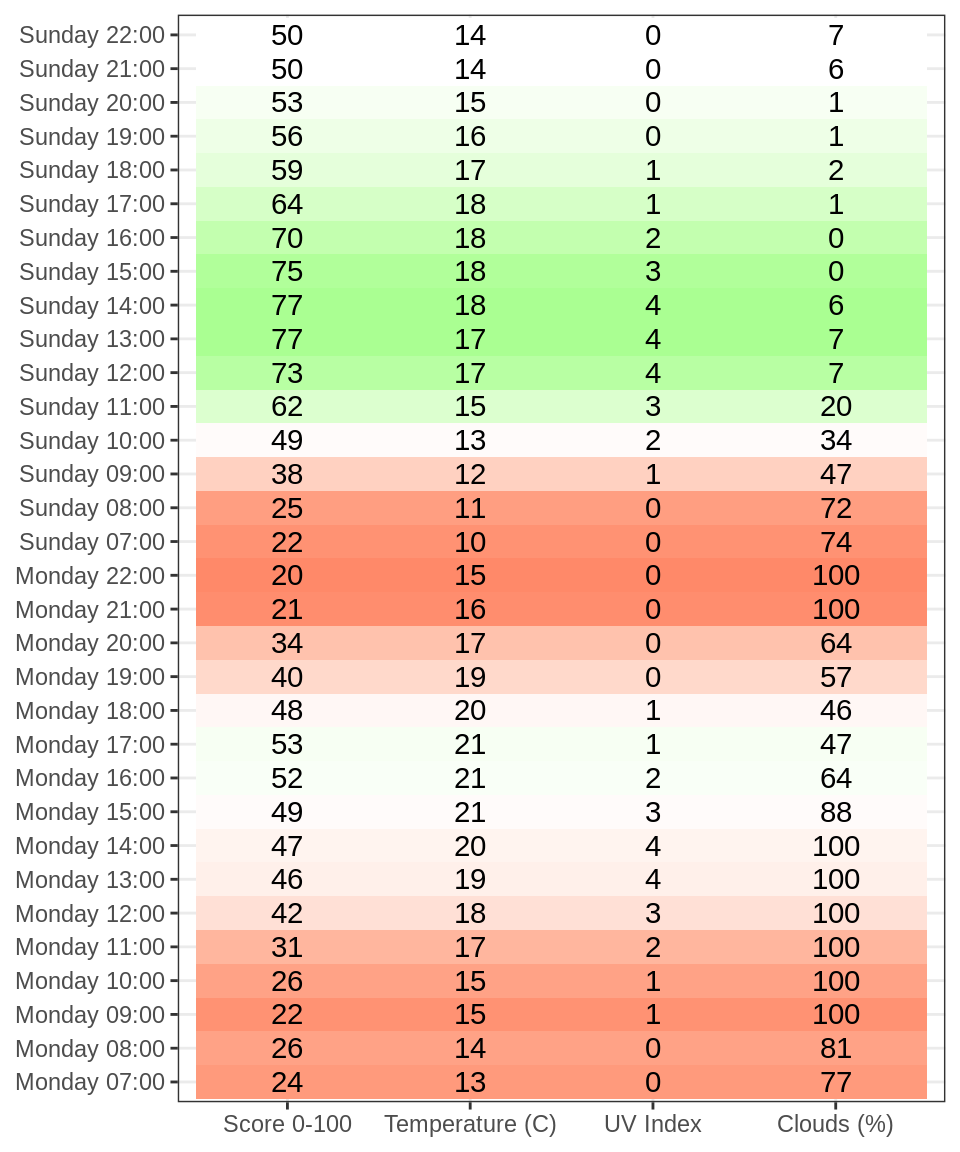 Sunday 22:00 50 14 0 7
Sunday 21:00 50 14 0 6
Sunday 20:00 53 15 0 1
Sunday 19:00 56 16 0 1
Sunday 18:00 59 17 1 2
Sunday 17:00 64 18 1 1
Sunday 16:00 70 18 2 0
Sunday 15:00 75 18 3 0
Sunday 14:00 77 18 4 6
Sunday 13:00 77 17 4 7
Sunday 12:00 73 17 4 7
Sunday 11:00 62 15 3 20
Sunday 10:00 49 13 2 34
Sunday 09:00 38 12 1 47
Sunday 08:00 25 11 0 72
Sunday 07:00 22 10 0 74
Monday 22:00 20 15 0 100
Monday 21:00 21 16 0 100
Monday 20:00 34 17 0 64
Monday 19:00 40 19 0 57
Monday 18:00 48 20 1 46
Monday 17:00 53 21 1 47
Monday 16:00 52 21 2 64
Monday 15:00 49 21 3 88
Monday 14:00 47 20 4 100
Monday 13:00 46 19 4 100
Monday 12:00 42 18 3 100
Monday 11:00 31 17 2 100
Monday 10:00 26 15 1 100
Monday 09:00 22 15 1 100
Monday 08:00 26 14 0 81
Monday 07:00 24 13 0 77
Score 0-100 Temperature (C) UV Index Clouds (%)